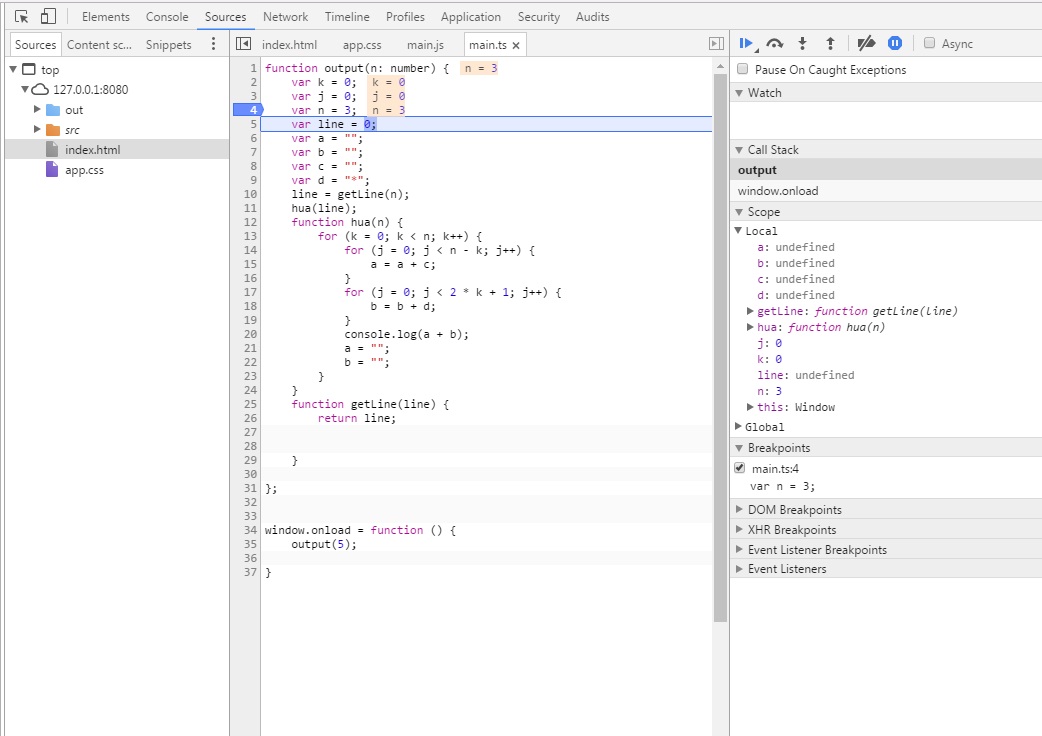 Elements Console Sources Network Timeline Profiles Application Security Audits
Sources Content sc... Snippets
index.html app.css main.js main.ts ×
Async
top
127.0.0.1:8080
out
src
index.html
app.css
1 function output(n: number) { n = 3
2 var k = 0; k = 0
3 var j = 0; j = 0
4 var n = 3; n = 3
5 var line = 0;
6 var a = "";
7 var b = "";
8 var c = "";
9 var d = "*";
10 line = getLine(n);
11 hua(line);
12 function hua(n) {
13 for (k = 0; k < n; k++) {
14 for (j = 0; j < n - k; j++) {
15 a = a + c;
16 }
17 for (j = 0; j < 2 * k + 1; j++) {
18 b = b + d;
19 }
20 console.log(a + b);
21 a = "";
22 b = "";
23 }
24 }
25 function getLine(line) {
26 return line;
27
28
29 }
30
31 };
32
33
34 window.onload = function () {
35 output(5);
36
37 }
Pause On Caught Exceptions
Watch
Call Stack
output
window.onload
Scope
Local
a: undefined
b: undefined
c: undefined
d: undefined
getLine: function getLine(line)
hua: function hua(n)
j: 0
k: 0
line: undefined
n: 3
this: Window
Global
Breakpoints
main.ts:4
var n = 3;
DOM Breakpoints
XHR Breakpoints
Event Listener Breakpoints
Event Listeners